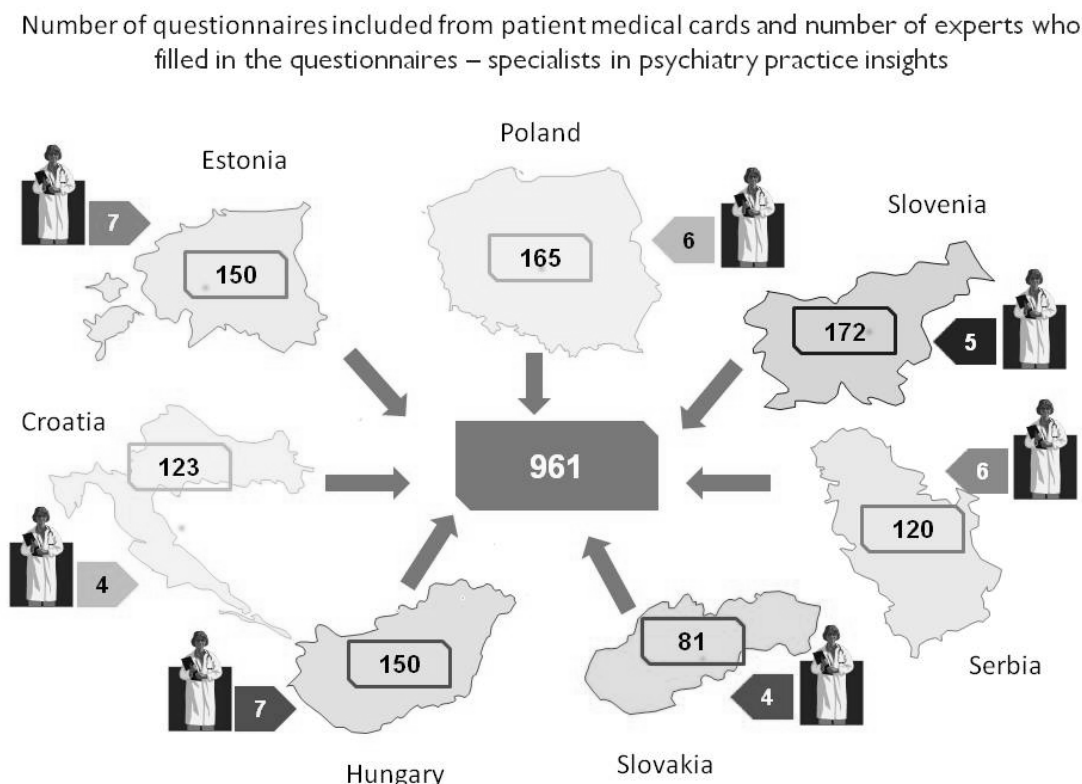 Number of questionnaires included from patient medical cards and number of experts who
filled in the questionnaires – specialists in psychiatry practice insights
Poland
Estonia
Slovenia
7
6
150
165
172
5
Croatia
123
961
6
120
4
150
81
7
4
Serbia
Slovakia
Hungary